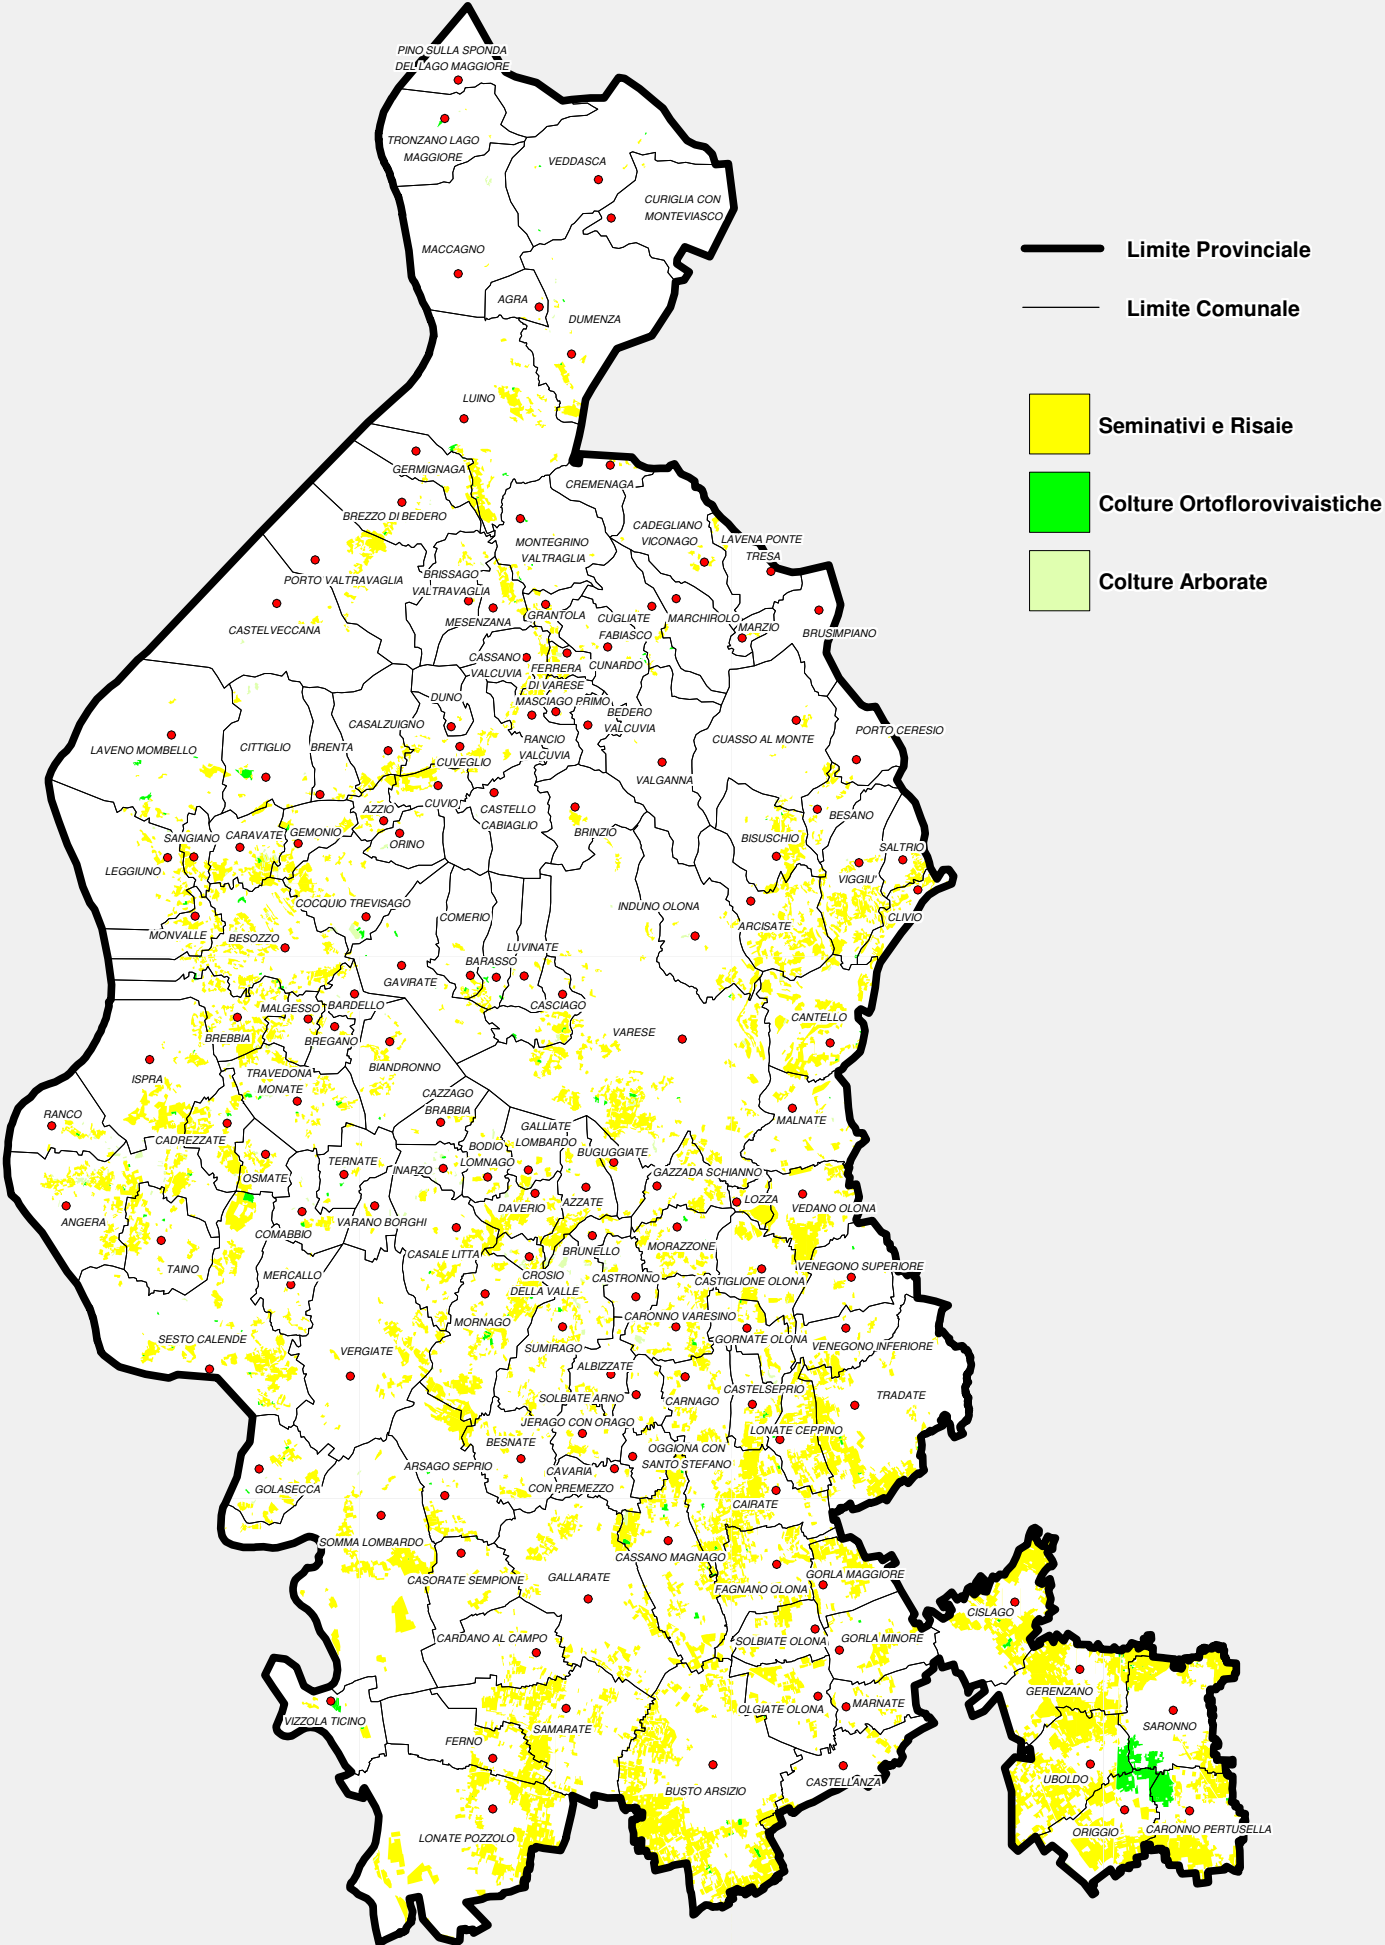 PINO SULLA SPONDA
DEL LAGO MAGGIORE
TRONZANO LAGO
MAGGIORE
VEDDASCA
CURIGLIA CON
MONTEVIASCO
MACCAGNO
AGRA
DUMENZA
Limite Provinciale
Limite Comunale
LUINO
Seminativi e Risaie
GERMIGNAGA
CREMENAGA
Colture Ortoflorovivaistiche
BREZZO DI BEDERO
CADEGLIANO
VICONAGO
LAVENA PONTE
TRESA
MONTEGRINO
VALTRAGLIA
Colture Arborate
PORTO VALTRAVAGLIA
BRISSAGO
VALTRAVAGLIA
CASTELVECCANA
MESENZANA
GRANTOLA
CUGLIATE
FABIASCO
MARCHIROLO
MARZIO
BRUSIMPIANO
CASSANO
VALCUVIA
FERRERA
DI VARESE
CUNARDO
DUNO
MASCIAGO PRIMO
BEDERO
VALCUVIA
CASALZUIGNO
LAVENO MOMBELLO
CITTIGLIO
BRENTA
CUVEGLIO
RANCIO
VALCUVIA
CUASSO AL MONTE
PORTO CERESIO
VALGANNA
AZZIO
CUVIO
CASTELLO
CABIAGLIO
BRINZIO
BESANO
SANGIANO
CARAVATE
GEMONIO
ORINO
BISUSCHIO
SALTRIO
LEGGIUNO
VIGGIU'
COCQUIO TREVISAGO
COMERIO
INDUNO OLONA
ARCISATE
CLIVIO
MONVALLE
BESOZZO
LUVINATE
BARASSO
GAVIRATE
CASCIAGO
MALGESSO
BARDELLO
BREBBIA
BREGANO
VARESE
CANTELLO
BIANDRONNO
ISPRA
TRAVEDONA
MONATE
CAZZAGO
BRABBIA
RANCO
CADREZZATE
GALLIATE
LOMBARDO
MALNATE
BODIO
LOMNAGO
BUGUGGIATE
TERNATE
INARZO
GAZZADA SCHIANNO
OSMATE
DAVERIO
AZZATE
LOZZA
VEDANO OLONA
ANGERA
COMABBIO
VARANO BORGHI
CASALE LITTA
BRUNELLO
MORAZZONE
TAINO
MERCALLO
CROSIO
DELLA VALLE
CASTRONNO
CASTIGLIONE OLONA
VENEGONO SUPERIORE
MORNAGO
CARONNO VARESINO
SESTO CALENDE
VERGIATE
SUMIRAGO
GORNATE OLONA
VENEGONO INFERIORE
ALBIZZATE
SOLBIATE ARNO
CARNAGO
CASTELSEPRIO
TRADATE
JERAGO CON ORAGO
LONATE CEPPINO
BESNATE
OGGIONA CON
SANTO STEFANO
ARSAGO SEPRIO
CAVARIA
CON PREMEZZO
GOLASECCA
CAIRATE
SOMMA LOMBARDO
CASSANO MAGNAGO
CASORATE SEMPIONE
GALLARATE
FAGNANO OLONA
GORLA MAGGIORE
CISLAGO
CARDANO AL CAMPO
SOLBIATE OLONA
GORLA MINORE
GERENZANO
VIZZOLA TICINO
OLGIATE OLONA
MARNATE
SARONNO
FERNO
SAMARATE
UBOLDO
BUSTO ARSIZIO
CASTELLANZA
LONATE POZZOLO
ORIGGIO
CARONNO PERTUSELLA